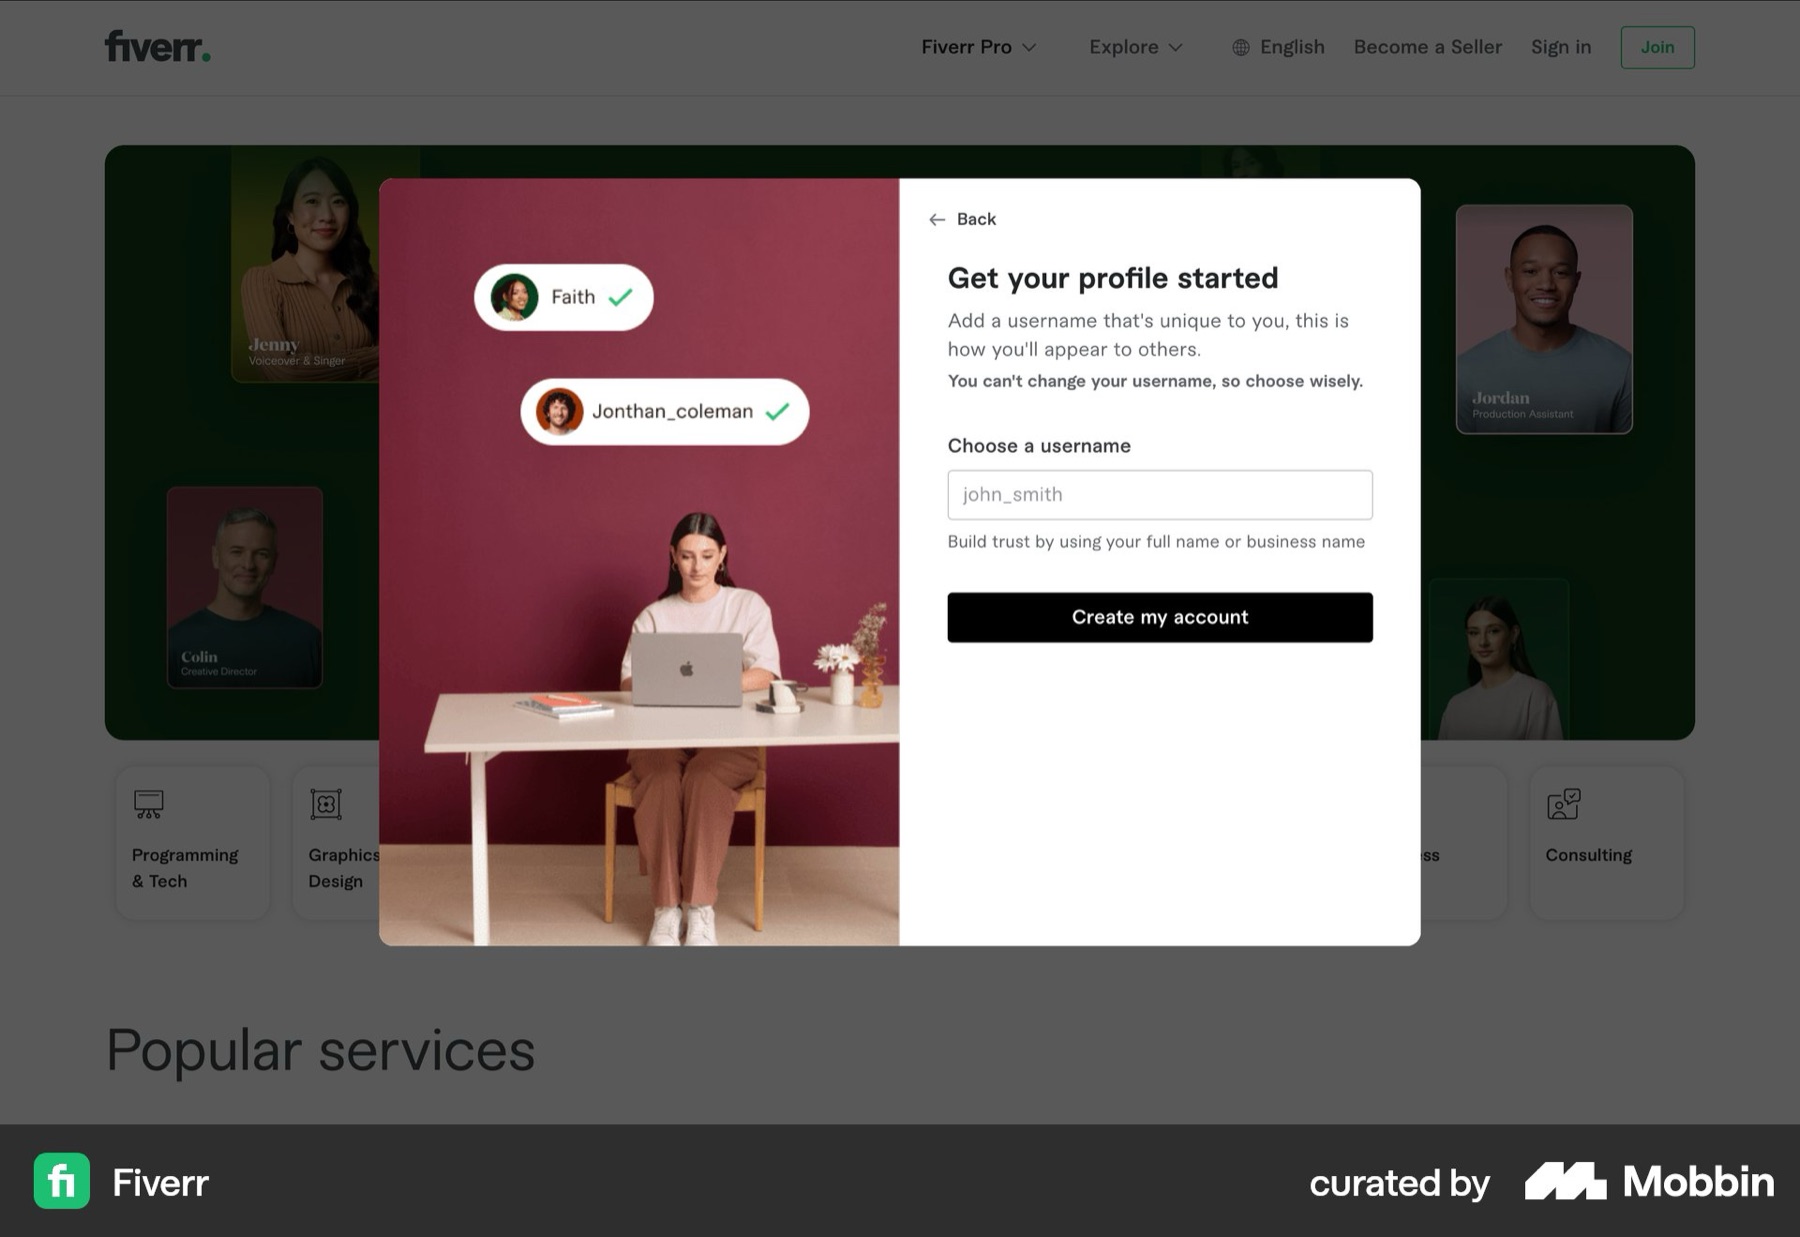 fiverr.
Fiverr Pro
Explore
English
Become a Seller
Sign in
Join
Jenny
Voiceover & Singer
Jordan
Production Assistant
Colin
Creative Director
Faith
Jonthan_coleman
Back
Get your profile started
Add a username that's unique to you, this is
how you'll appear to others.
You can't change your username, so choose wisely.
Choose a username
john_smith
Build trust by using your full name or business name
Create my account
Programming
& Tech
Graphics
Design
ss
Consulting
Popular services
fi
Fiverr
curated by
Mobbin